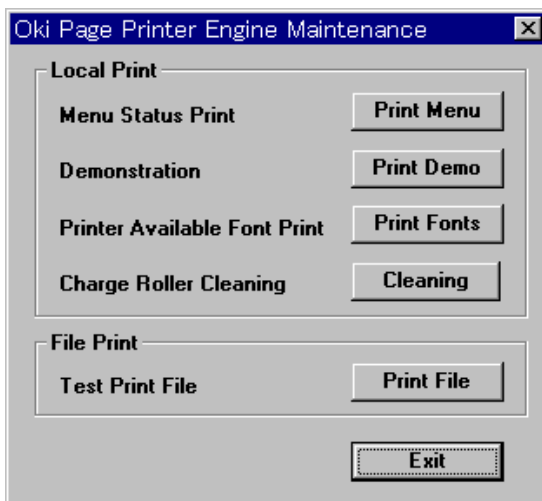 Oki Page Printer Engine Maintenance
Local Print
Menu Status Print Print Menu
Demonstration Print Demo
Printer Available Font Print Print Fonts
Charge Roller Cleaning Cleaning
File Print
Test Print File Print File
Exit